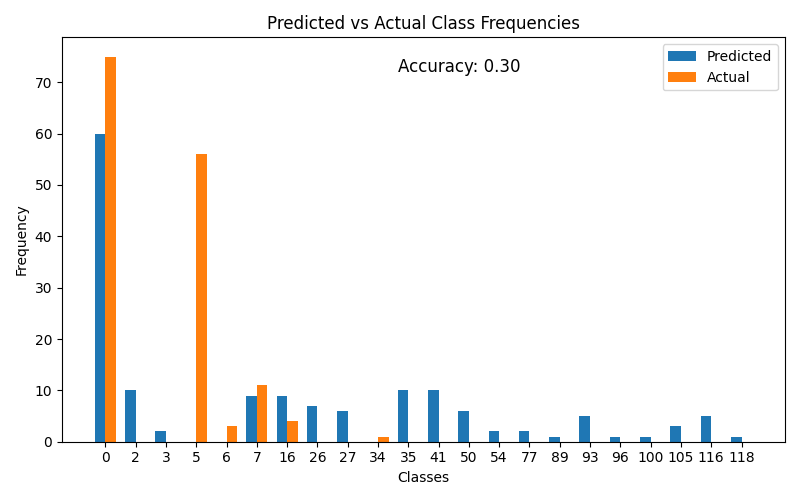 Predicted vs Actual Class Frequencies
Accuracy: 0.30
Predicted
Actual
Frequency
70
60
50
40
30
20
10
0
0 2 3 5 6 7 16 26 27 34 35 41 50 54 77 89 93 96 100 105 116 118
Classes